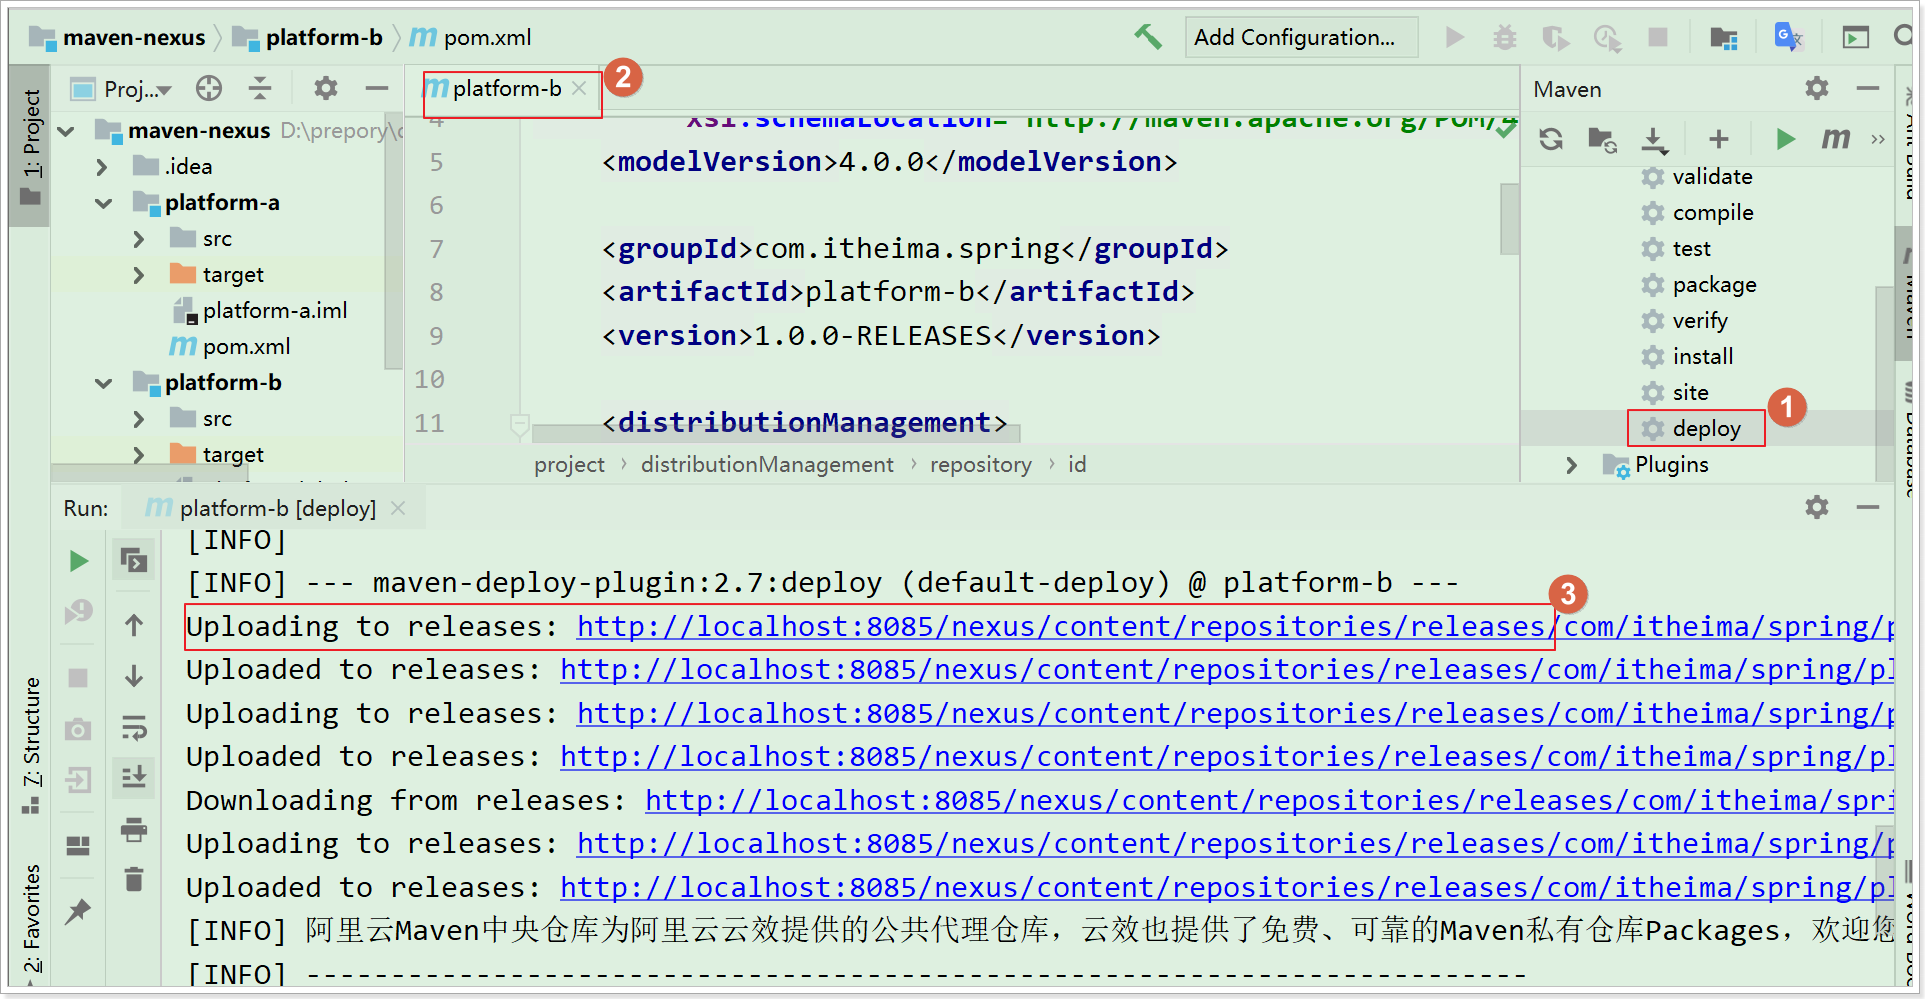 maven-nexus platform-b pom.xml
Add Configuration...
1: Project
Proj...
maven-nexus D:\prepory\
.idea
platform-a
src
target
platform-a.iml
pom.xml
platform-b
src
target
platform-b
2
xsi:schemaLocation="http://maven.apache.org/POM/4
5 <modelVersion>4.0.0</modelVersion>
6
7 <groupId>com.itheima.spring</groupId>
8 <artifactId>platform-b</artifactId>
9 <version>1.0.0-RELEASES</version>
10
11 <distributionManagement>
project › distributionManagement › repository › id
Maven
validate
compile
test
package
verify
install
site
deploy
1
Plugins
Ant Build
Maven
Database
Run: platform-b [deploy]
[INFO]
[INFO] --- maven-deploy-plugin:2.7:deploy (default-deploy) @ platform-b ---
3
Uploading to releases: http://localhost:8085/nexus/content/repositories/releases/com/itheima/spring/p
Uploaded to releases: http://localhost:8085/nexus/content/repositories/releases/com/itheima/spring/pl
Uploading to releases: http://localhost:8085/nexus/content/repositories/releases/com/itheima/spring/p
Uploaded to releases: http://localhost:8085/nexus/content/repositories/releases/com/itheima/spring/pl
Downloading from releases: http://localhost:8085/nexus/content/repositories/releases/com/itheima/spri
Uploading to releases: http://localhost:8085/nexus/content/repositories/releases/com/itheima/spring/p
Uploaded to releases: http://localhost:8085/nexus/content/repositories/releases/com/itheima/spring/pl
[INFO] 阿里云Maven中央仓库为阿里云云效提供的公共代理仓库，云效也提供了免费、可靠的Maven私有仓库Packages，欢迎您
[INFO] ------------------------------------------------------------------------
7: Structure
2: Favorites